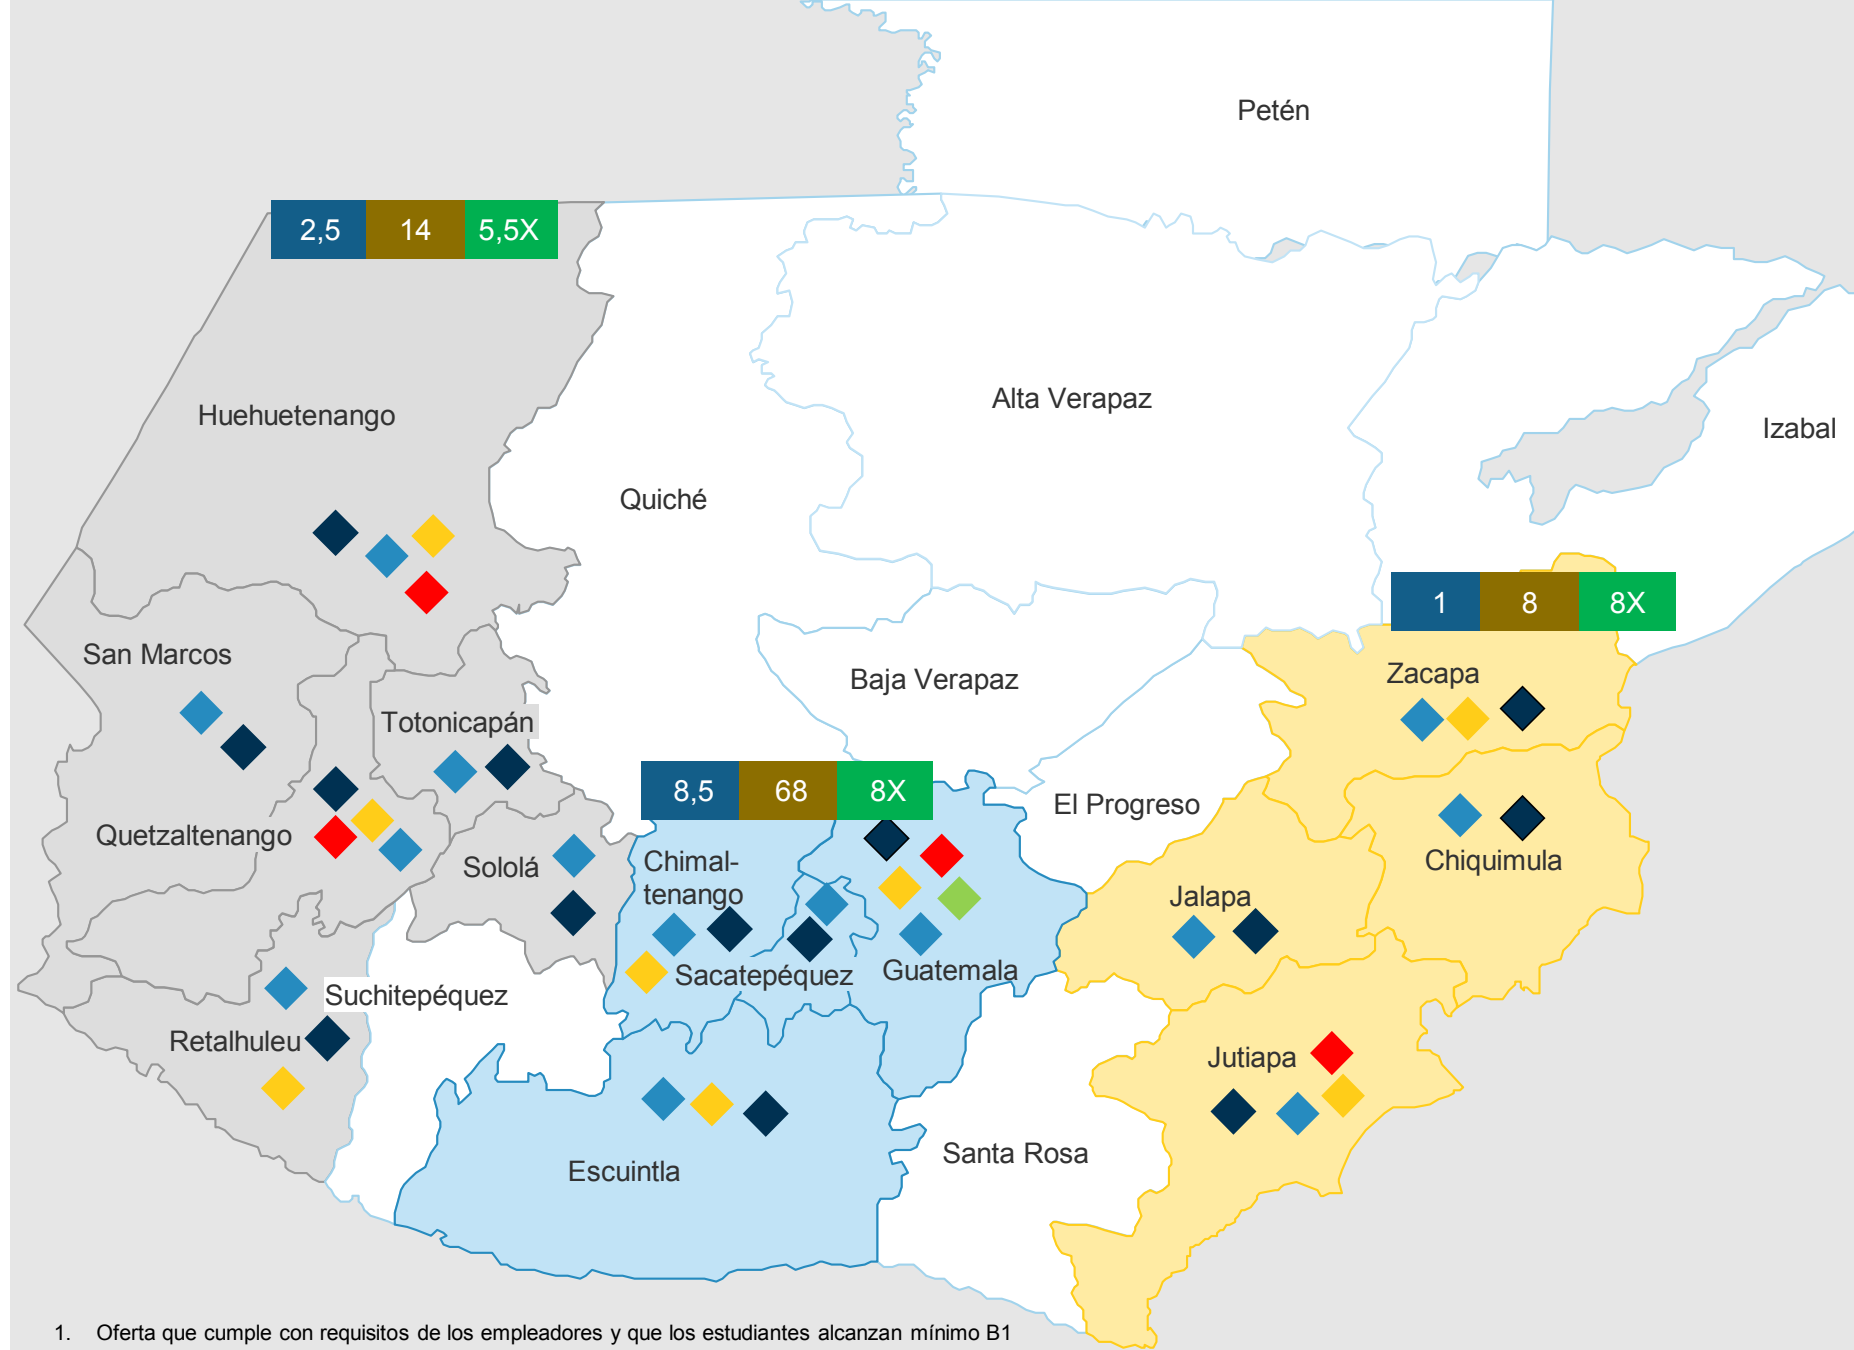 Petén
2,5 14 5,5X
Alta Verapaz
Huehuetenango
Izabal
Quiché
1 8 8X
San Marcos
Baja Verapaz
Zacapa
Totonicapán
8,5 68 8X
El Progreso
Quetzaltenango
Sololá
Chimal-
tenango
Chiquimula
Jalapa
Sacatepéquez
Guatemala
Suchitepéquez
Retalhuleu
Jutiapa
Santa Rosa
Escuintla
1. Oferta que cumple con requisitos de los empleadores y que los estudiantes alcanzan mínimo B1